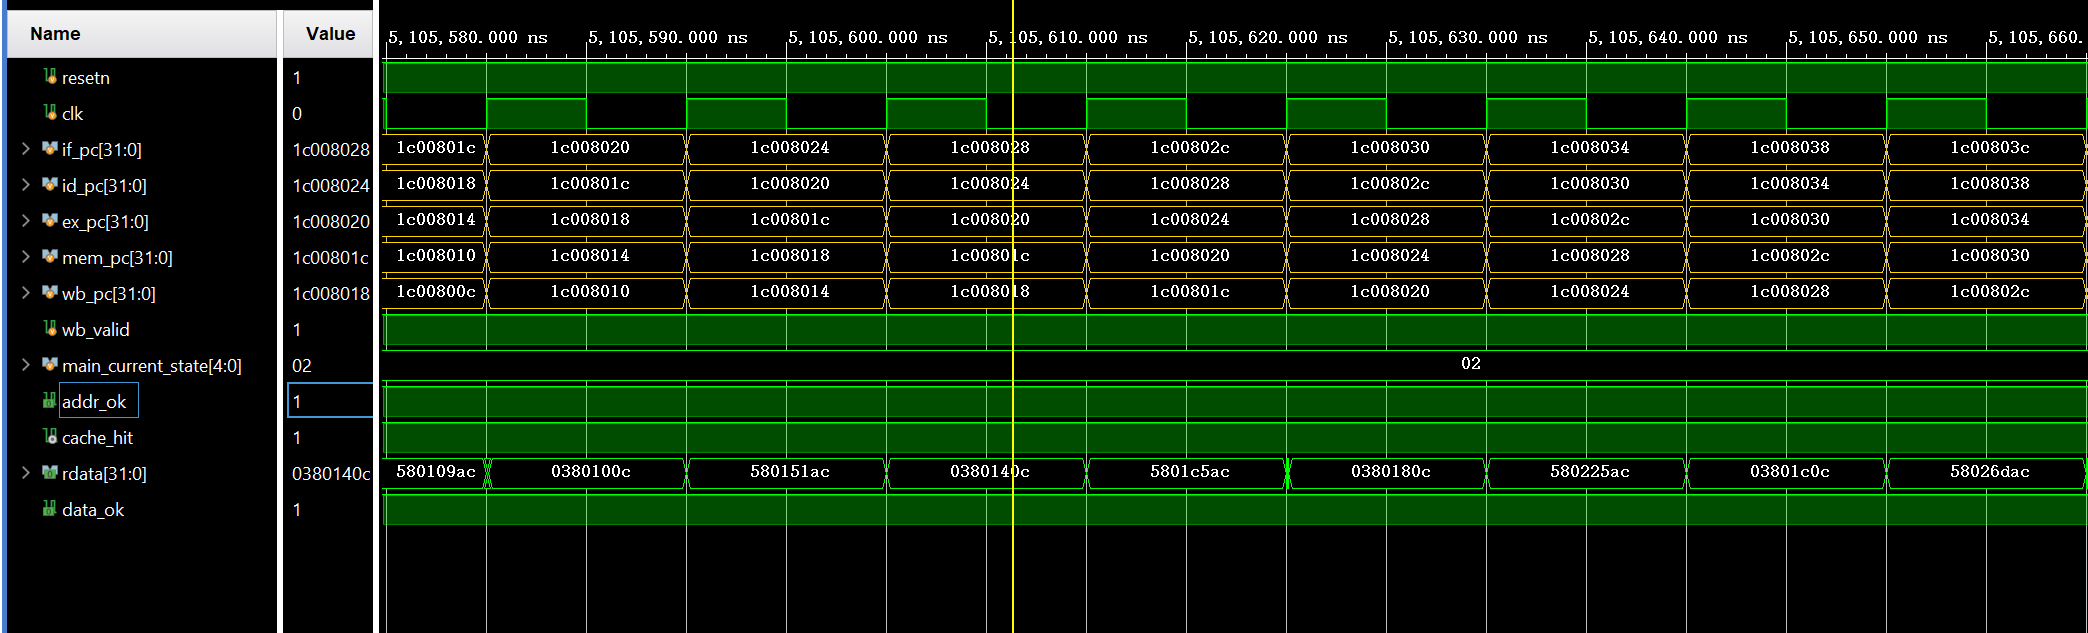 Name Value 5,105,580.000 ns 5,105,590.000 ns 5,105,600.000 ns 5,105,610.000 ns 5,105,620.000 ns 5,105,630.000 ns 5,105,640.000 ns 5,105,650.000 ns 5,105,660.
resetn 1
clk 0
if_pc[31:0] 1c008028 1c00801c 1c008020 1c008024 1c008028 1c00802c 1c008030 1c008034 1c008038 1c00803c
id_pc[31:0] 1c008024 1c008018 1c00801c 1c008020 1c008024 1c008028 1c00802c 1c008030 1c008034 1c008038
ex_pc[31:0] 1c008020 1c008014 1c008018 1c00801c 1c008020 1c008024 1c008028 1c00802c 1c008030 1c008034
mem_pc[31:0] 1c00801c 1c008010 1c008014 1c008018 1c00801c 1c008020 1c008024 1c008028 1c00802c 1c008030
wb_pc[31:0] 1c008018 1c00800c 1c008010 1c008014 1c008018 1c00801c 1c008020 1c008024 1c008028 1c00802c
wb_valid 1
main_current_state[4:0] 02 02
addr_ok 1
cache_hit 1
rdata[31:0] 0380140c 580109ac 0380100c 580151ac 0380140c 5801c5ac 0380180c 580225ac 03801c0c 58026dac
data_ok 1